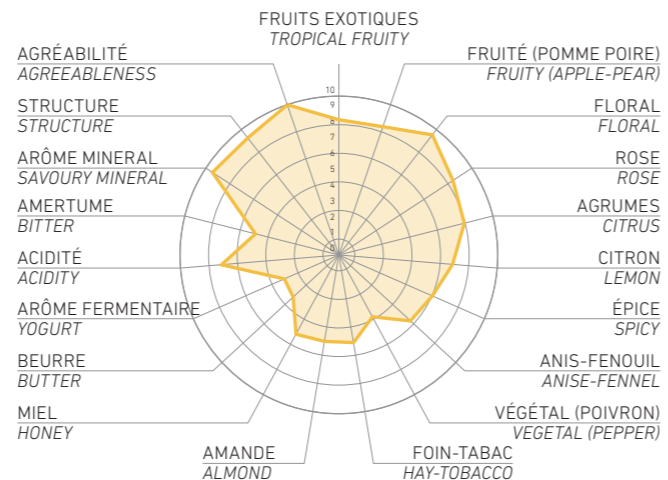 FRUITS EXOTIQUES
TROPICAL FRUITY
AGRÉABILITÉ
AGREEABLENESS
FRUITÉ (POMME POIRE)
FRUITY (APPLE-PEAR)
STRUCTURE
STRUCTURE
FLORAL
FLORAL
ARÔME MINERAL
SAVOURY MINERAL
ROSE
ROSE
AMERTUME
BITTER
AGRUMES
CITRUS
ACIDITÉ
ACIDITY
CITRON
LEMON
ARÔME FERMENTAIRE
YOGURT
ÉPICE
SPICY
BEURRE
BUTTER
ANIS-FENOUIL
ANISE-FENNEL
MIEL
HONEY
VÉGÉTAL (POIVRON)
VEGETAL (PEPPER)
AMANDE
ALMOND
FOIN-TABAC
HAY-TOBACCO
10
9
8
7
6
5
4
3
2
1
0